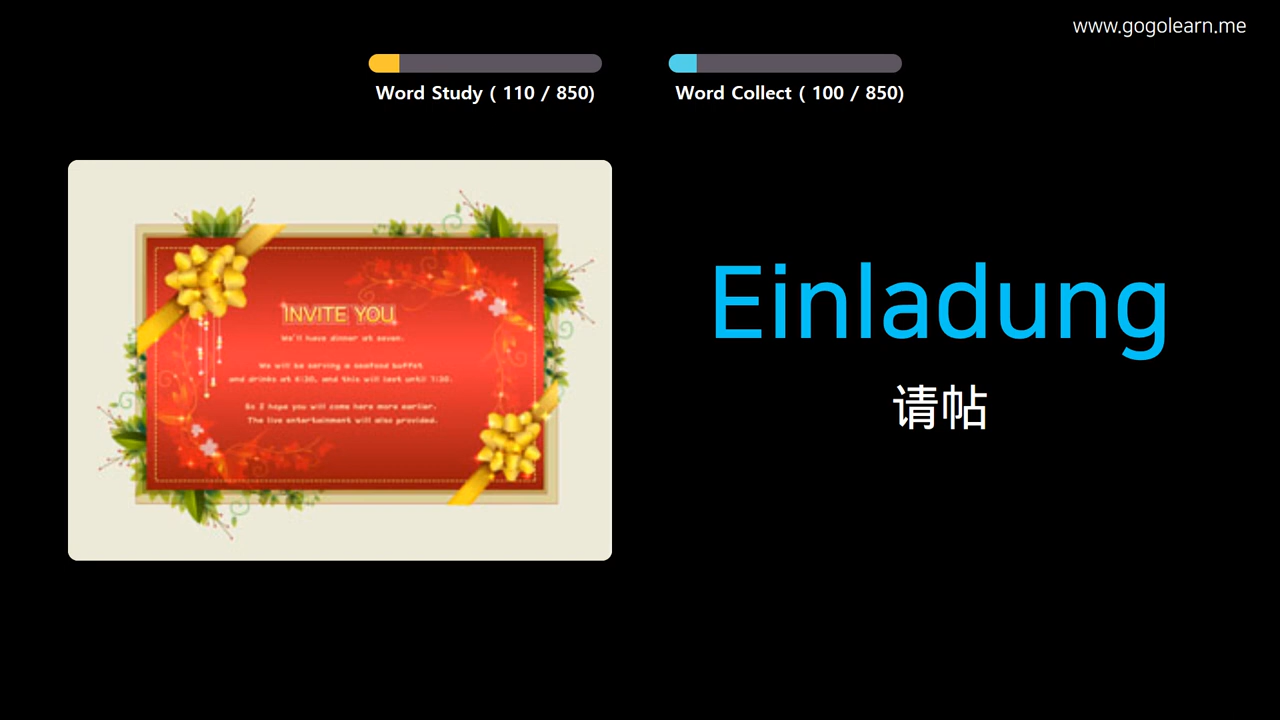 www.gogolearn.me
Word Study ( 110 / 850)
Word Collect ( 100 / 850)
INVITE YOU
We'll have dinner at seven.
We will be serving a seafood buffet
and drinks at 6:30, and this will last until 1:30.
So I hope you will come here more earlier.
The live entertainment will also provided.
Einladung
请帖